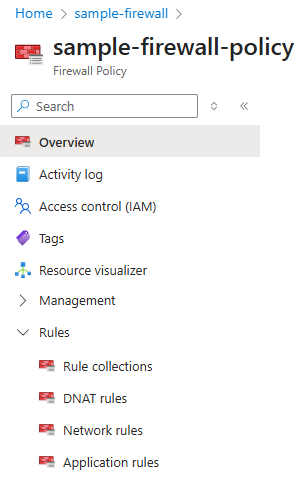 Home > sample-firewall >
sample-firewall-policy
Firewall Policy
Search
Overview
Activity log
Access control (IAM)
Tags
Resource visualizer
Management
Rules
Rule collections
DNAT rules
Network rules
Application rules